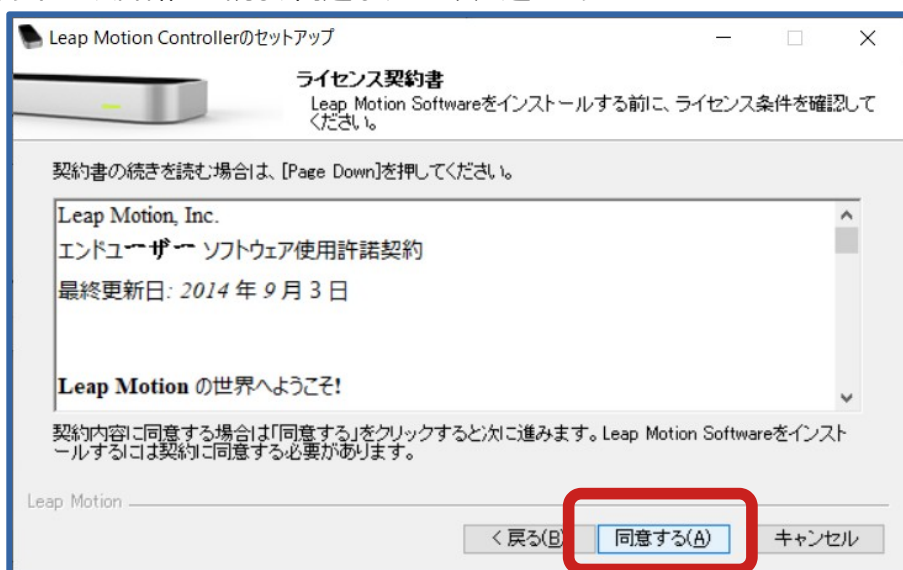 Leap Motion Controllerのセットアップ
ライセンス契約書
Leap Motion Softwareをインストールする前に、ライセンス条件を確認して
ください。
契約書の続きを読む場合は、[Page Down]を押してください。
Leap Motion, Inc.
エンドユーザー ソフトウェア使用許諾契約
最終更新日: 2014 年 9 月 3 日
Leap Motion の世界へようこそ!
契約内容に同意する場合は「同意する」をクリックすると次に進みます。Leap Motion Softwareをインスト
ールするには契約に同意する必要があります。
Leap Motion
< 戻る(B)
同意する(A)
キャンセル